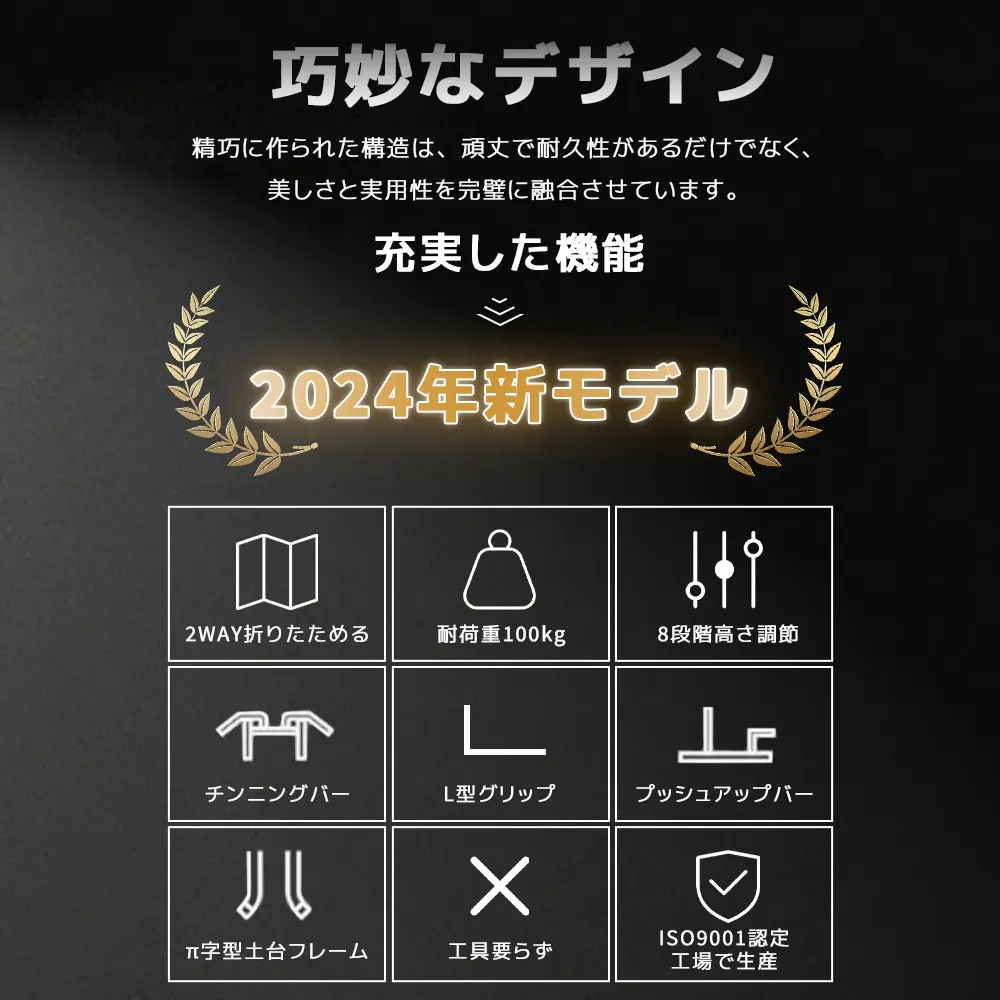 巧妙なデザイン
精巧に作られた構造は、頑丈で耐久性があるだけでなく、
美しさと実用性を完璧に融合させています。
充実した機能
2024年新モデル
2WAY折りたためる
耐荷重100kg
8段階高さ調節
チンニングバー
L型グリップ
プッシュアップバー
π字型土台フレーム
工具要らず
ISO9001認定
工場で生産